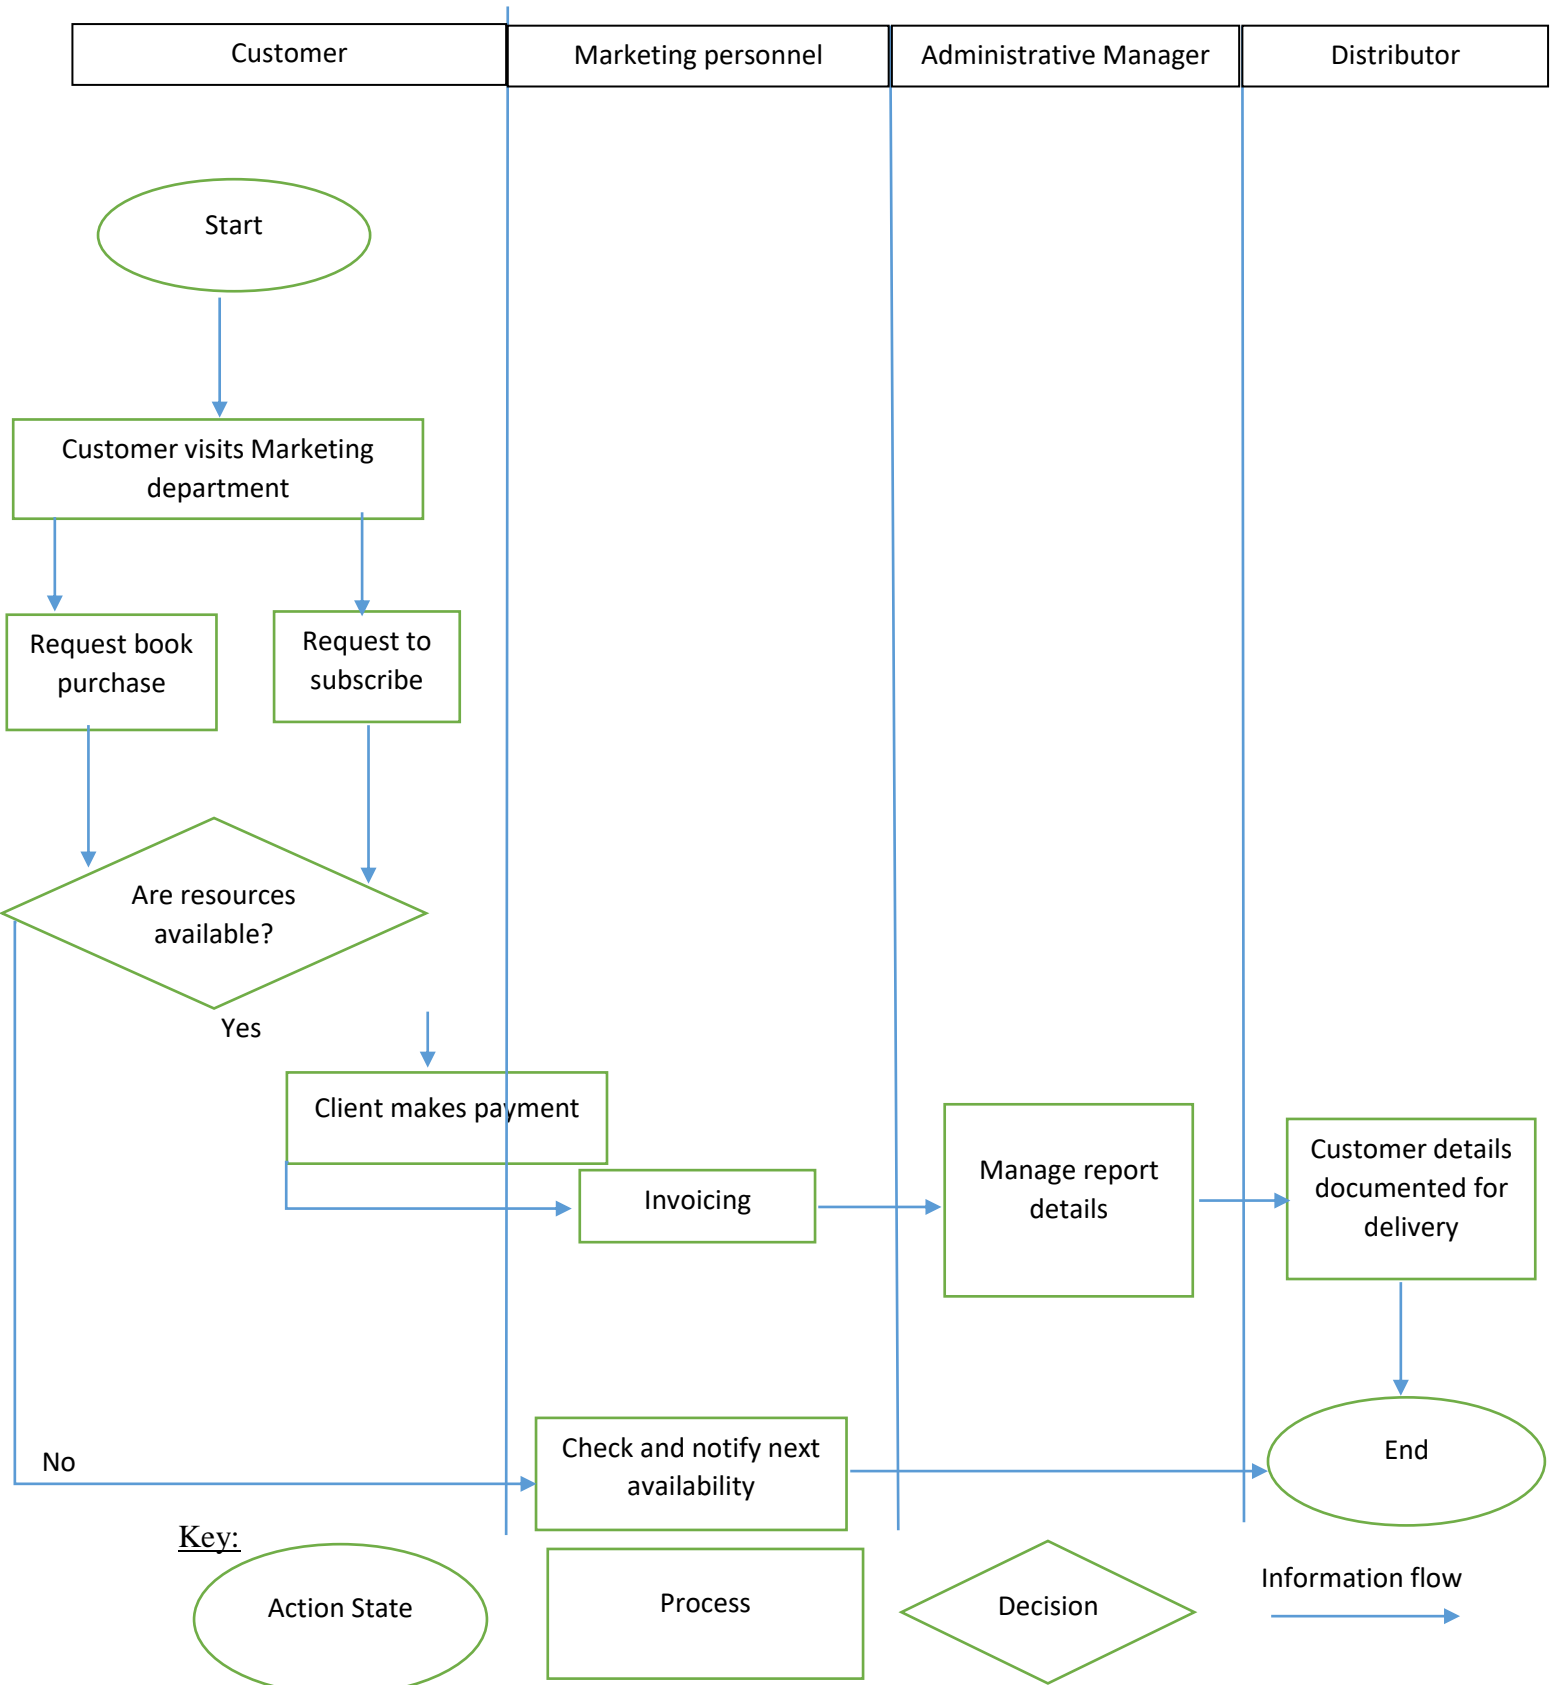 Customer
Marketing personnel
Administrative Manager
Distributor
Start
Customer visits Marketing
department
Request book
purchase
Request to
subscribe
Are resources
available?
Yes
Client makes payment
Invoicing
Manage report
details
Customer details
documented for
delivery
No
Check and notify next
availability
End
Key:
Action State
Process
Decision
Information flow